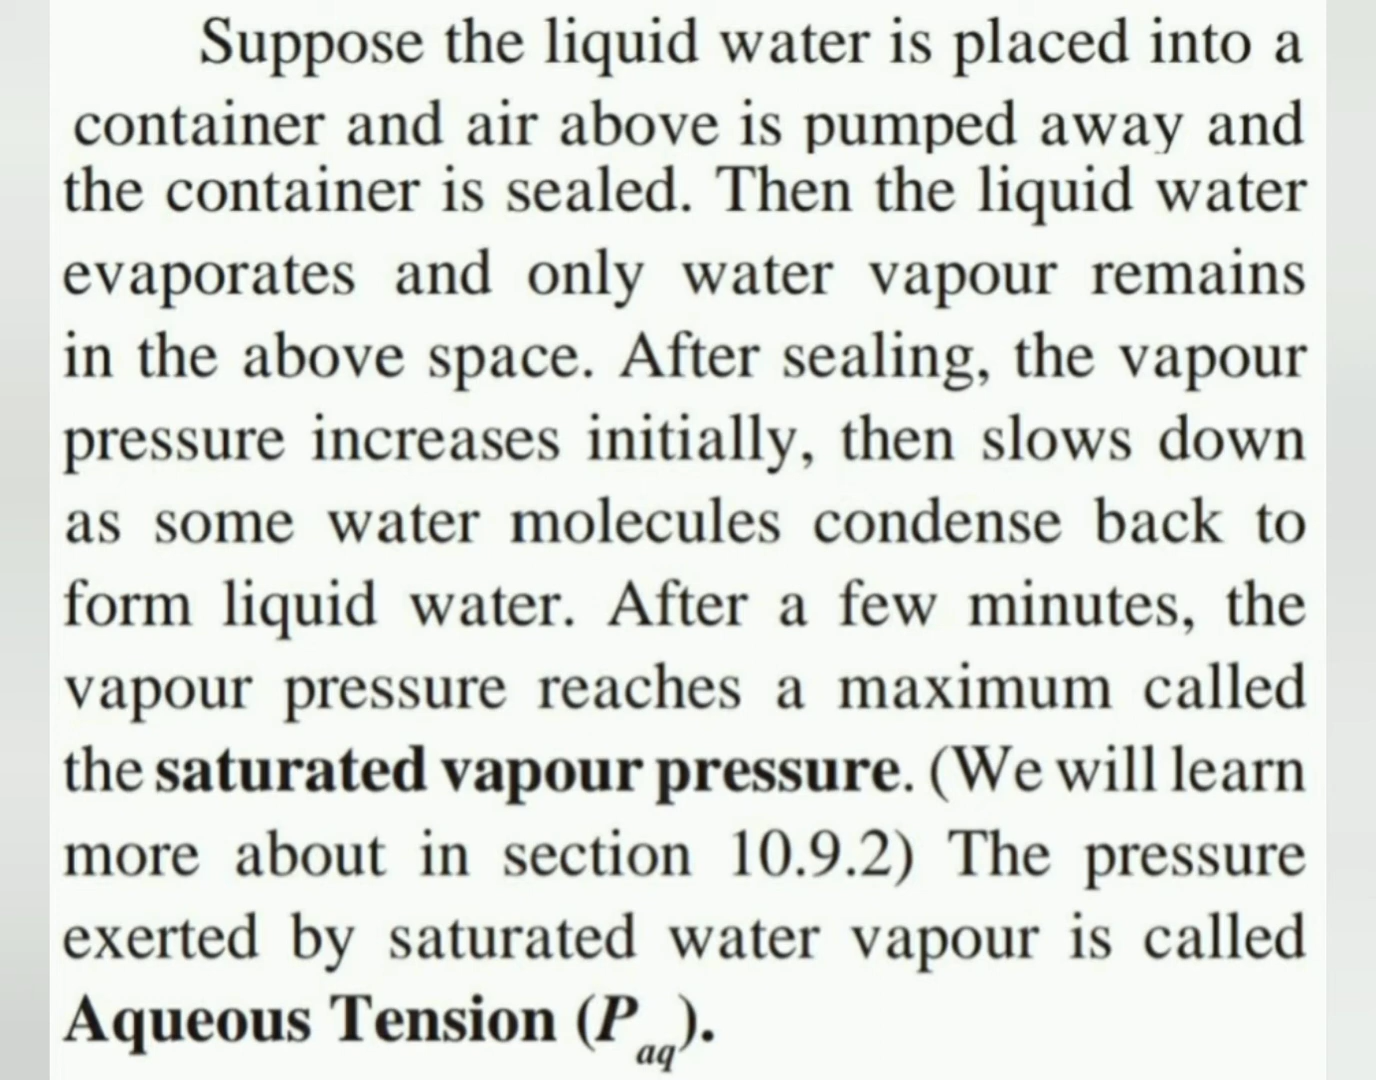 Suppose the liquid water is placed into a
container and air above is pumped away and
the container is sealed. Then the liquid water
evaporates and only water vapour remains
in the above space. After sealing, the vapour
pressure increases initially, then slows down
as some water molecules condense back to
form liquid water. After a few minutes, the
vapour pressure reaches a maximum called
the saturated vapour pressure. (We will learn
more about in section 10.9.2) The pressure
exerted by saturated water vapour is called
Aqueous Tension (P aq).